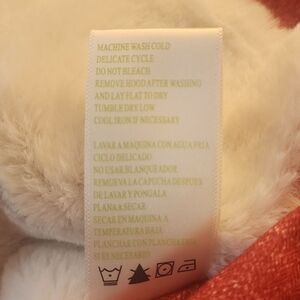 MACHINE WASH COLD
DELICATE CYCLE
DO NOT BLEACH
REMOVE HOOD AFTER WASHING
AND LAY FLAT TO DRY
TUMBLE DRY LOW
COOL IRON IF NECESSARY
LAVAR A MAQUINA CON AGUA FRIA
CICLO DELICADO
NO USAR BLANQUEADOR
REMUEVA LA CAPUCHA DESPUES
DE LAVAR Y PONGALA
PLANA A SECAR
SECAR EN MAQUINA A
TEMPERATURA BAJA
PLANCHAR CON PLANCHA FRIA
SI ES NECESARIO